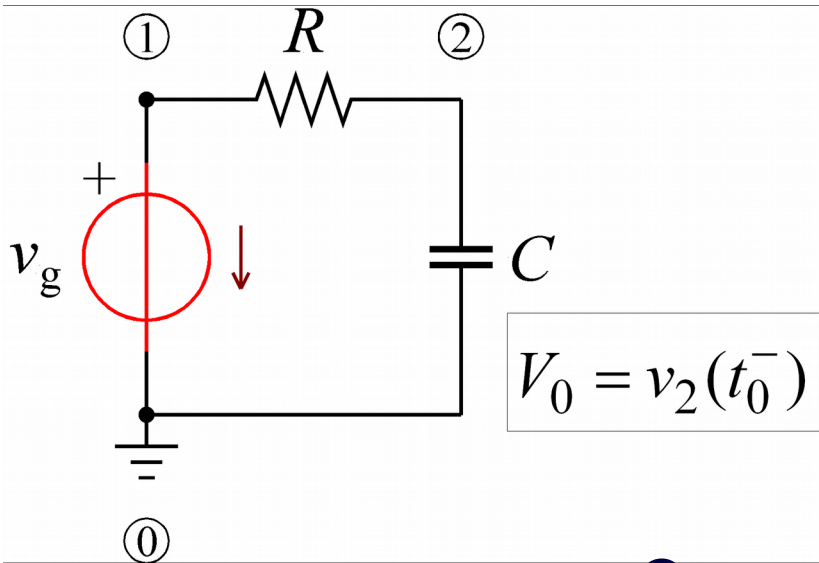 ① R ②
+
v_g
C
V_0 = v_2(t_0^-)
⓪